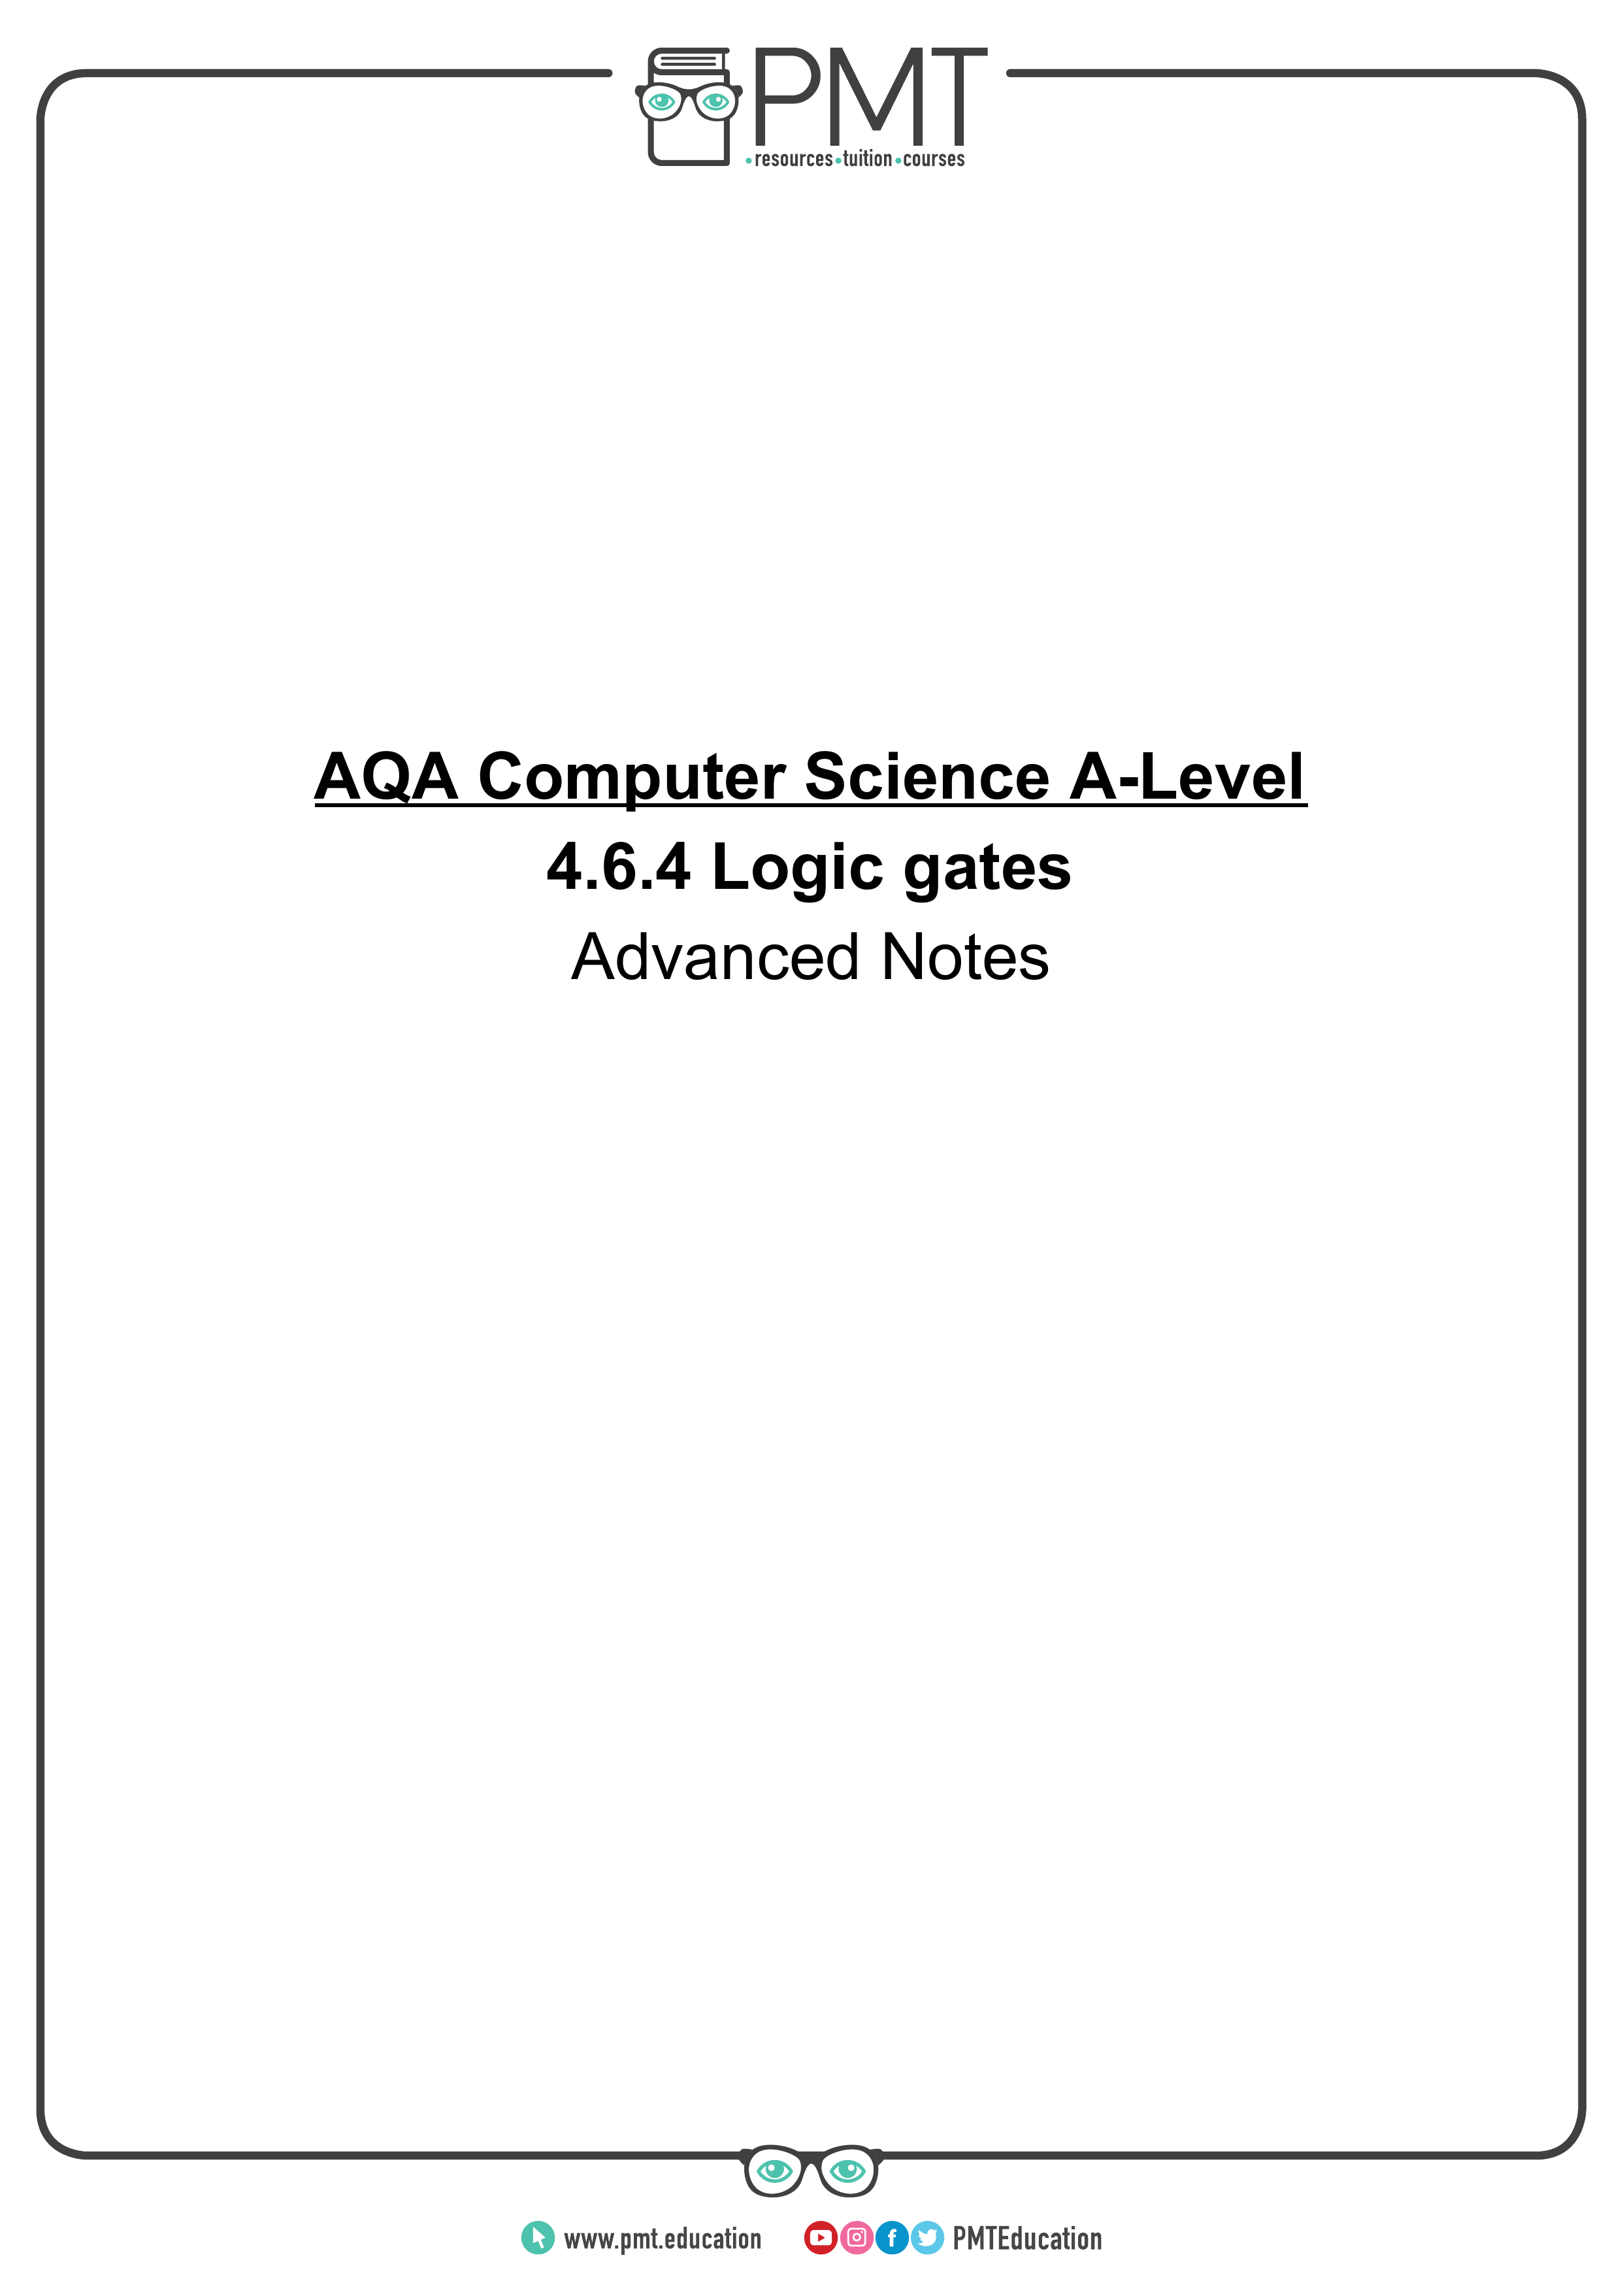 PMT
resources tuition courses
AQA Computer Science A-Level
4.6.4 Logic gates
Advanced Notes
www.pmt.education
PMTEducation